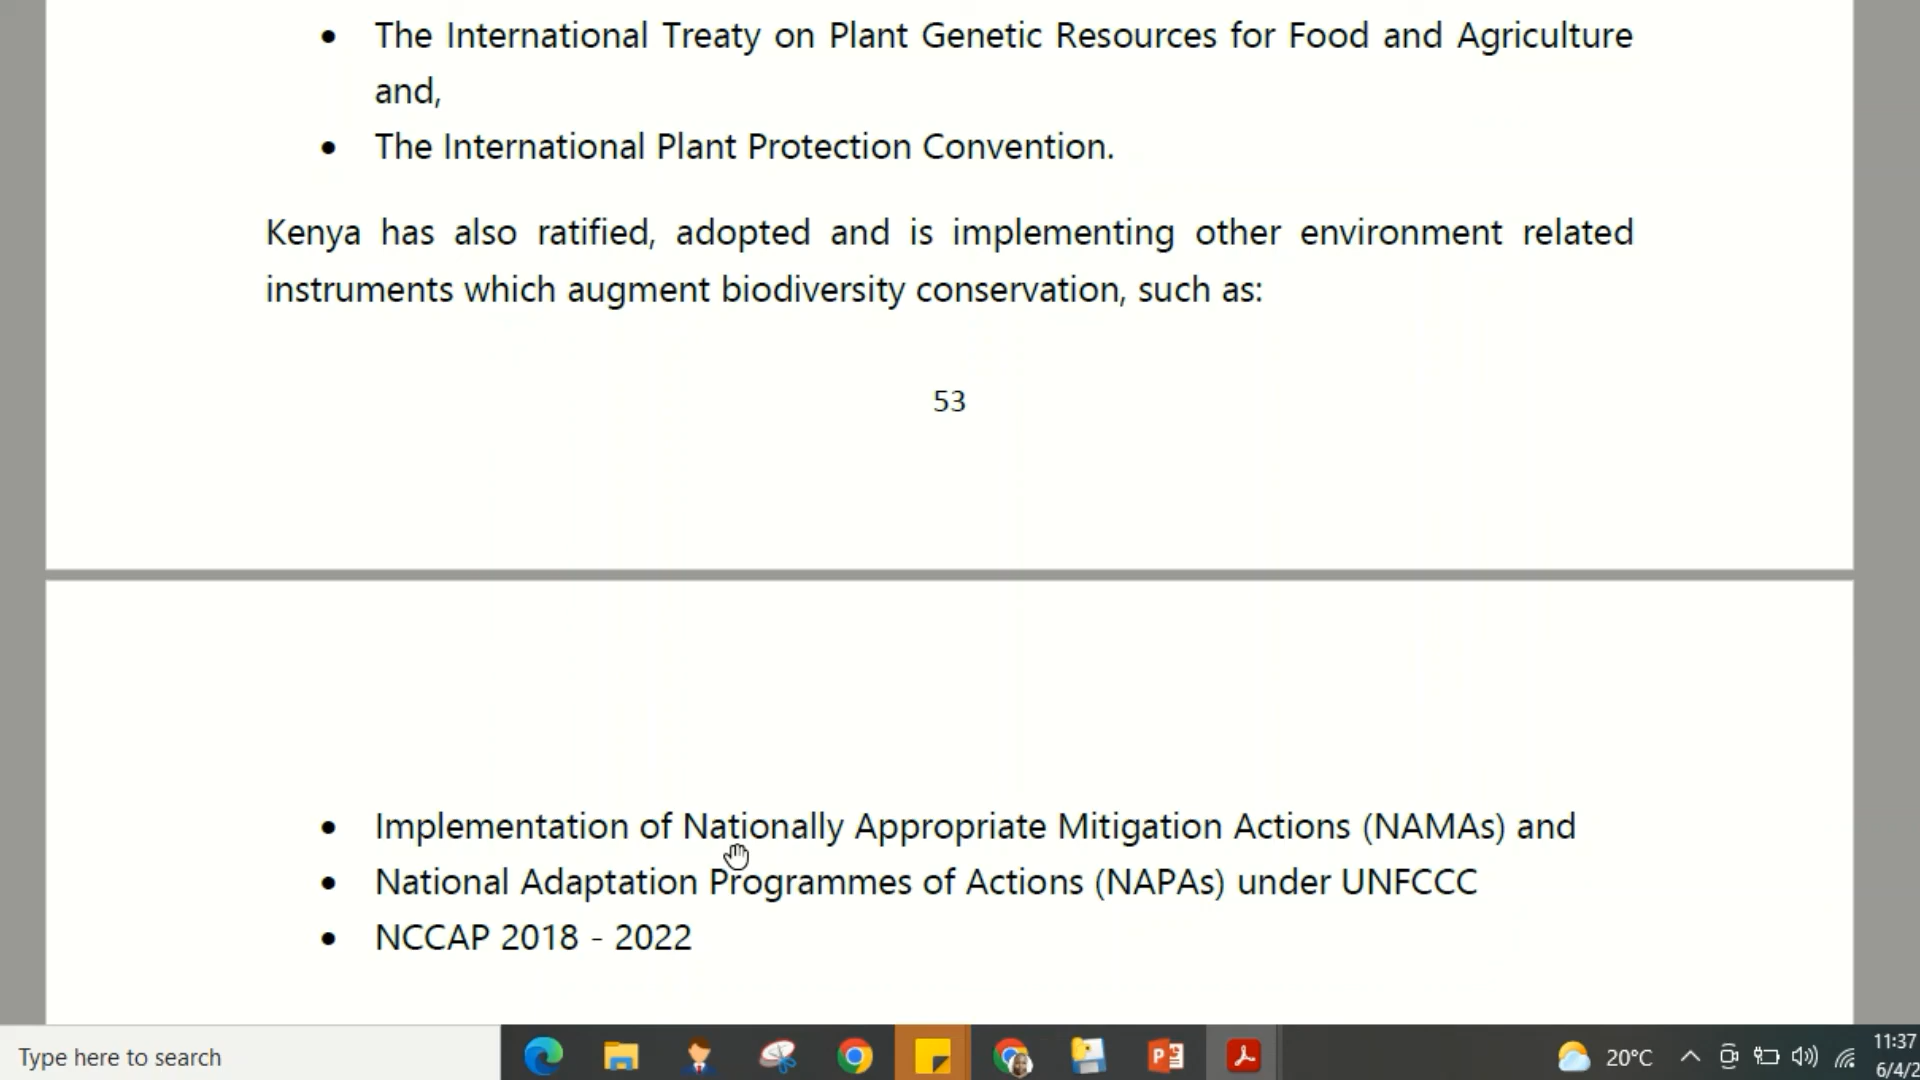 • The International Treaty on Plant Genetic Resources for Food and Agriculture
and,
• The International Plant Protection Convention.
Kenya has also ratified, adopted and is implementing other environment related
instruments which augment biodiversity conservation, such as:
53
• Implementation of Nationally Appropriate Mitigation Actions (NAMAs) and
• National Adaptation Programmes of Actions (NAPAs) under UNFCCC
• NCCAP 2018 - 2022
Type here to search
20°C
11:37
6/4/2